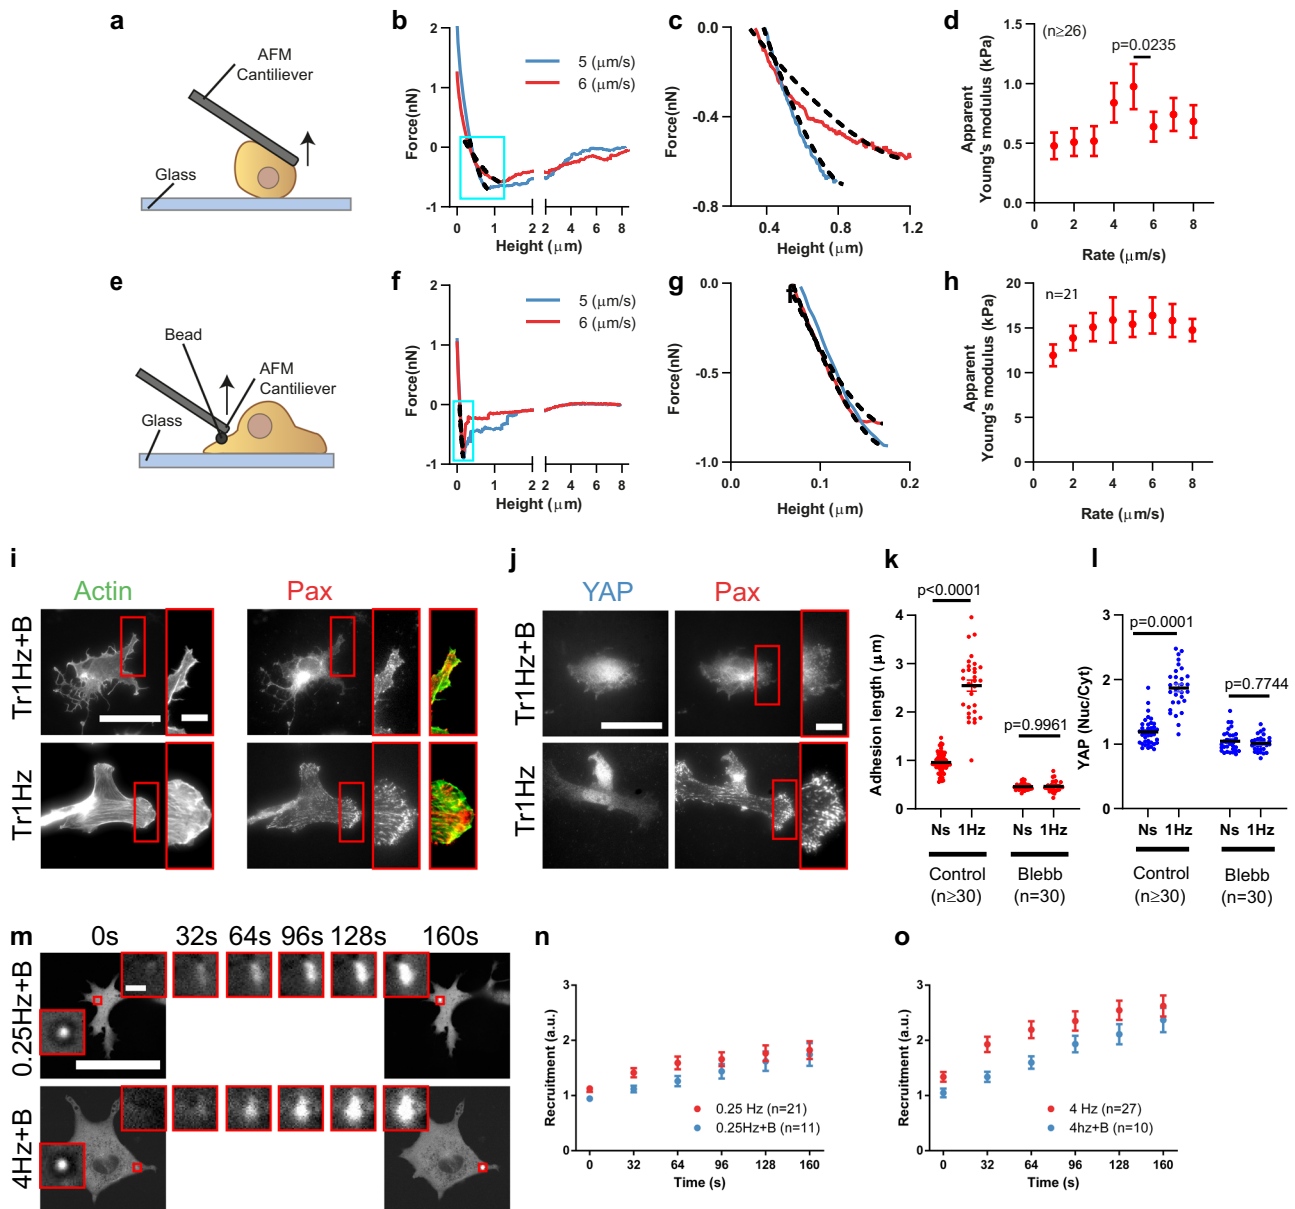 a
AFM
Cantiliever
Glass
b
2
1
0
-1
Force(nN)
5 (μm/s)
6 (μm/s)
0 1 2 2 4 6 8
Height (μm)
c
0.0
-0.4
-0.8
Force(nN)
0.4 0.8 1.2
Height (μm)
d
1.5
1.0
0.5
0.0
Apparent
Young's modulus (kPa)
(n≥26)
p=0.0235
0 2 4 6 8
Rate (μm/s)
e
Bead
AFM
Cantiliever
Glass
f
2
1
0
-1
Force(nN)
5 (μm/s)
6 (μm/s)
0 1 2 2 4 6 8
Height (μm)
g
0.0
-0.5
-1.0
Force(nN)
0.0 0.1 0.2
Height (μm)
h
20
15
10
5
0
Apparent
Young's modulus (kPa)
n=21
0 2 4 6 8
Rate (μm/s)
i
Actin Pax
Tr1Hz+B
Tr1Hz
j
YAP Pax
Tr1Hz+B
Tr1Hz
k
p<0.0001
p=0.9961
4
3
2
1
0
Adhesion length (μm)
Ns 1Hz Ns 1Hz
Control Blebb
(n≥30) (n=30)
l
p=0.0001
p=0.7744
3
2
1
0
YAP (Nuc/Cyt)
Ns 1Hz Ns 1Hz
Control Blebb
(n≥30) (n=30)
m
0s 32s 64s 96s 128s 160s
0.25Hz+B
4Hz+B
n
3
2
1
0
Recruitment (a.u.)
0.25 Hz (n=21)
0.25Hz+B (n=11)
0 32 64 96 128 160
Time (s)
o
3
2
1
0
Recruitment (a.u.)
4 Hz (n=27)
4hz+B (n=10)
0 32 64 96 128 160
Time (s)